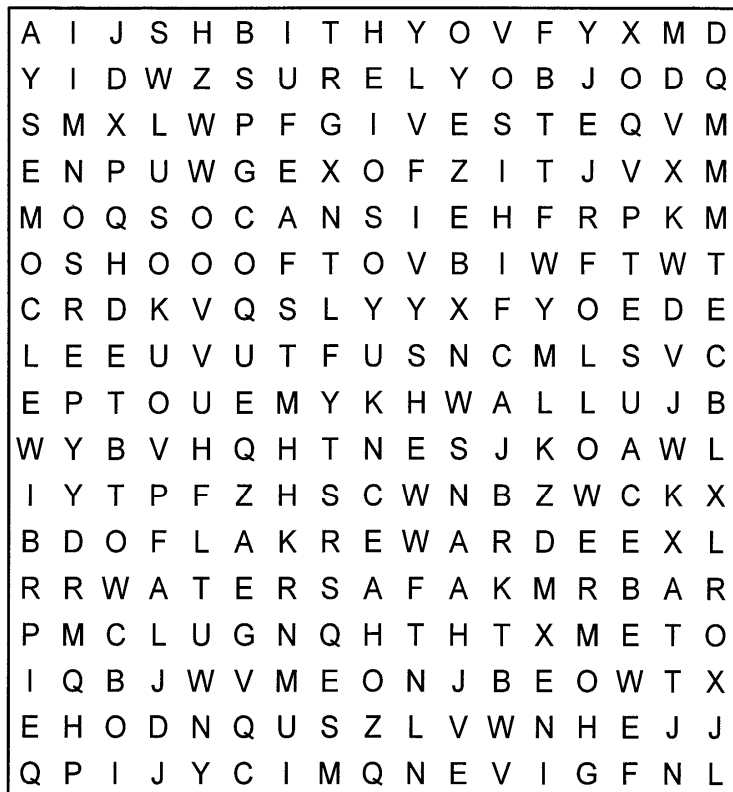 A I J S H B I T H Y O V F Y X M D
Y I D W Z S U R E L Y O B J O D Q
S M X L W P F G I V E S T E Q V M
E N P U W G E X O F Z I T J V X M
M O Q S O C A N S I E H F R P K M
O S H O O O F T O V B I W F T W T
C R D K V Q S L Y Y X F Y O E D E
L E E U V U T F U S N C M L S V C
E P T O U E M Y K H W A L L U J B
W Y B V H Q H T N E S J K O A W L
I Y T P F Z H S C W N B Z W C K X
B D O F L A K R E W A R D E E X L
R R W A T E R S A F A K M R B A R
P M C L U G N Q H T H T X M E T O
I Q B J W V M E O N J B E O W T X
E H O D N Q U S Z L V W N H E J J
Q P I J Y C I M Q N E V I G F N L